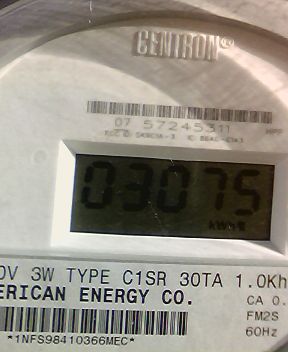 CENTRON®
07 57245311
03075
kWh
0V 3W TYPE C1SR 30TA 1.0Kh
ERICAN ENERGY CO.
CA 0.
FM2S
60Hz
*1NFS98410366MEC*